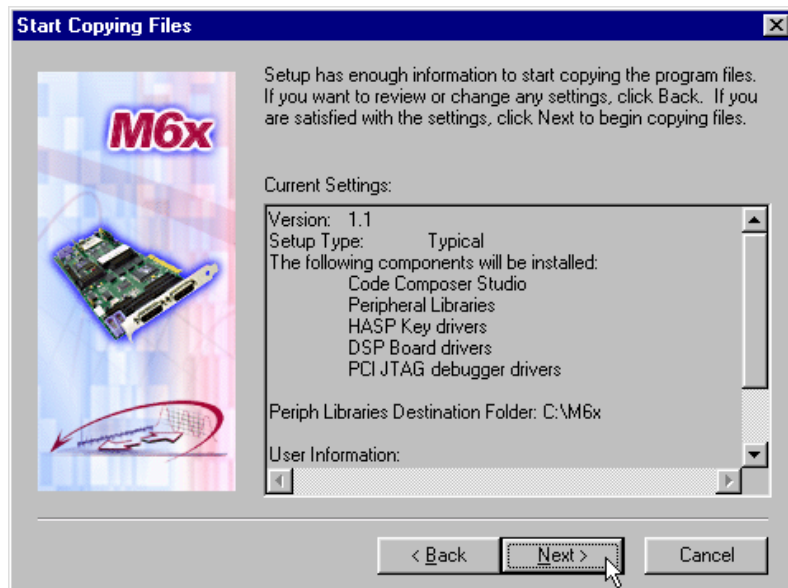 Start Copying Files
M6x
Setup has enough information to start copying the program files.
If you want to review or change any settings, click Back. If you
are satisfied with the settings, click Next to begin copying files.
Current Settings:
Version: 1.1
Setup Type: Typical
The following components will be installed:
Code Composer Studio
Peripheral Libraries
HASP Key drivers
DSP Board drivers
PCI JTAG debugger drivers
Periph Libraries Destination Folder: C:\M6x
User Information:
< Back
Next >
Cancel